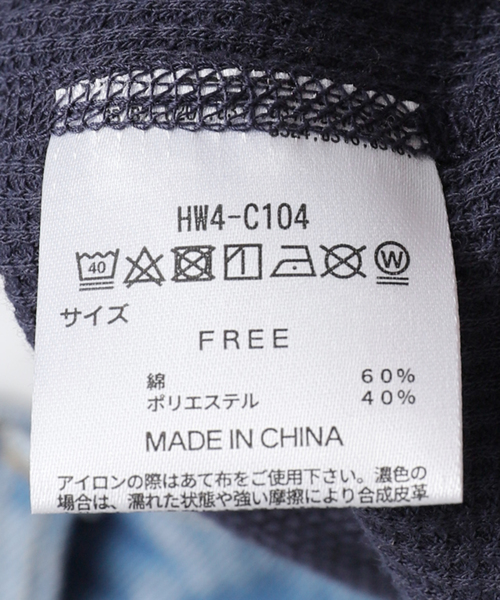 HW4-C104
40 W
サイズ
FREE
綿 60%
ポリエステル 40%
MADE IN CHINA
アイロンの際はあて布をご使用下さい。濃色の
場合は、濡れた状態や強い摩擦により合成皮革